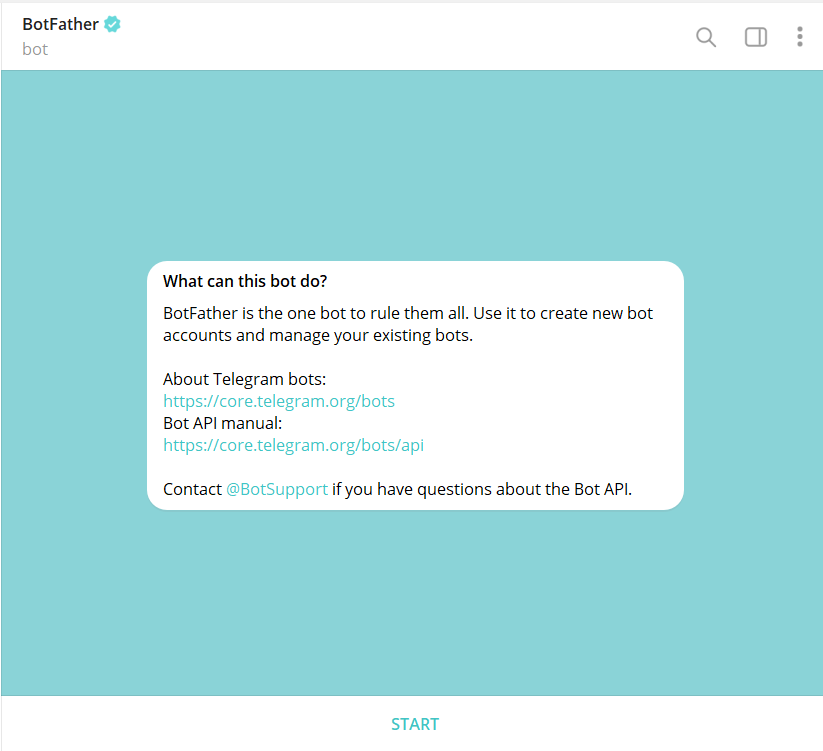 BotFather
bot
What can this bot do?
BotFather is the one bot to rule them all. Use it to create new bot
accounts and manage your existing bots.
About Telegram bots:
https://core.telegram.org/bots
Bot API manual:
https://core.telegram.org/bots/api
Contact @BotSupport if you have questions about the Bot API.
START